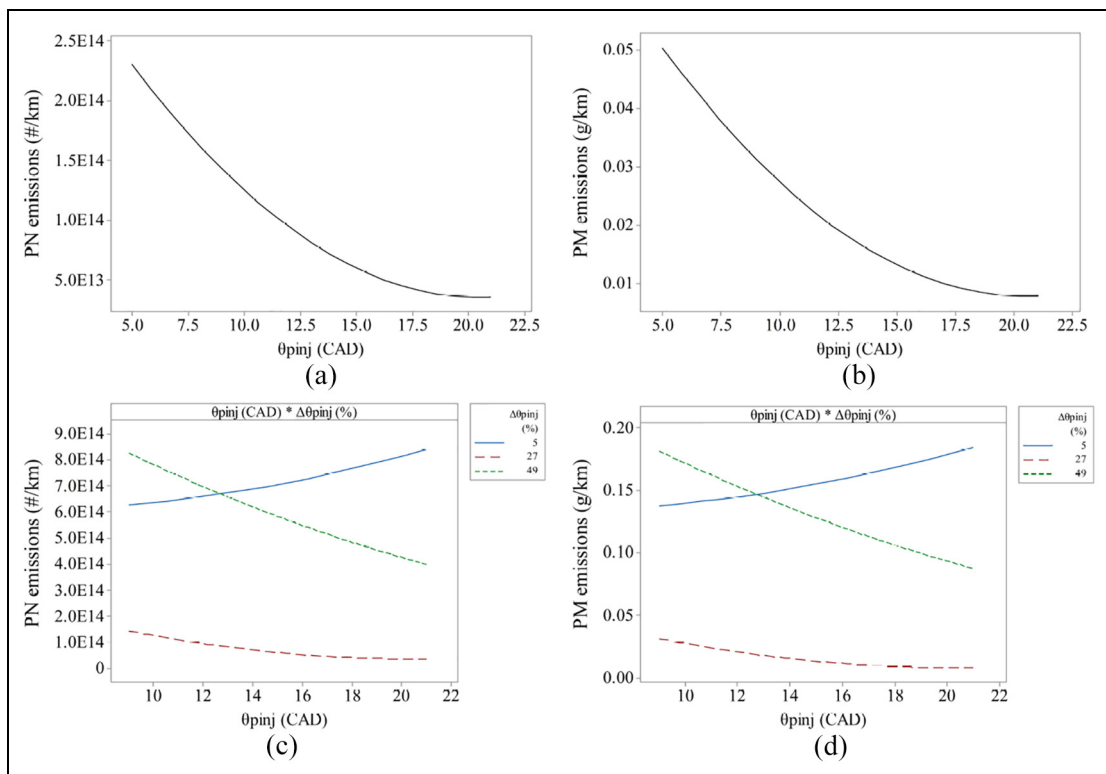 2.5E14
2.0E14
1.5E14
1.0E14
5.0E13
PN emissions (#/km)
5.0 7.5 10.0 12.5 15.0 17.5 20.0 22.5
θpinj (CAD)
(a)
0.05
0.04
0.03
0.02
0.01
PM emissions (g/km)
5.0 7.5 10.0 12.5 15.0 17.5 20.0 22.5
θpinj (CAD)
(b)
θpinj (CAD) * Δθpinj (%)
9.0E14
8.0E14
7.0E14
6.0E14
5.0E14
4.0E14
3.0E14
2.0E14
1.0E14
0
PN emissions (#/km)
10 12 14 16 18 20 22
θpinj (CAD)
Δθpinj
(%)
5
27
49
(c)
θpinj (CAD) * Δθpinj (%)
0.20
0.15
0.10
0.05
0.00
PM emissions (g/km)
10 12 14 16 18 20 22
θpinj (CAD)
Δθpinj
(%)
5
27
49
(d)